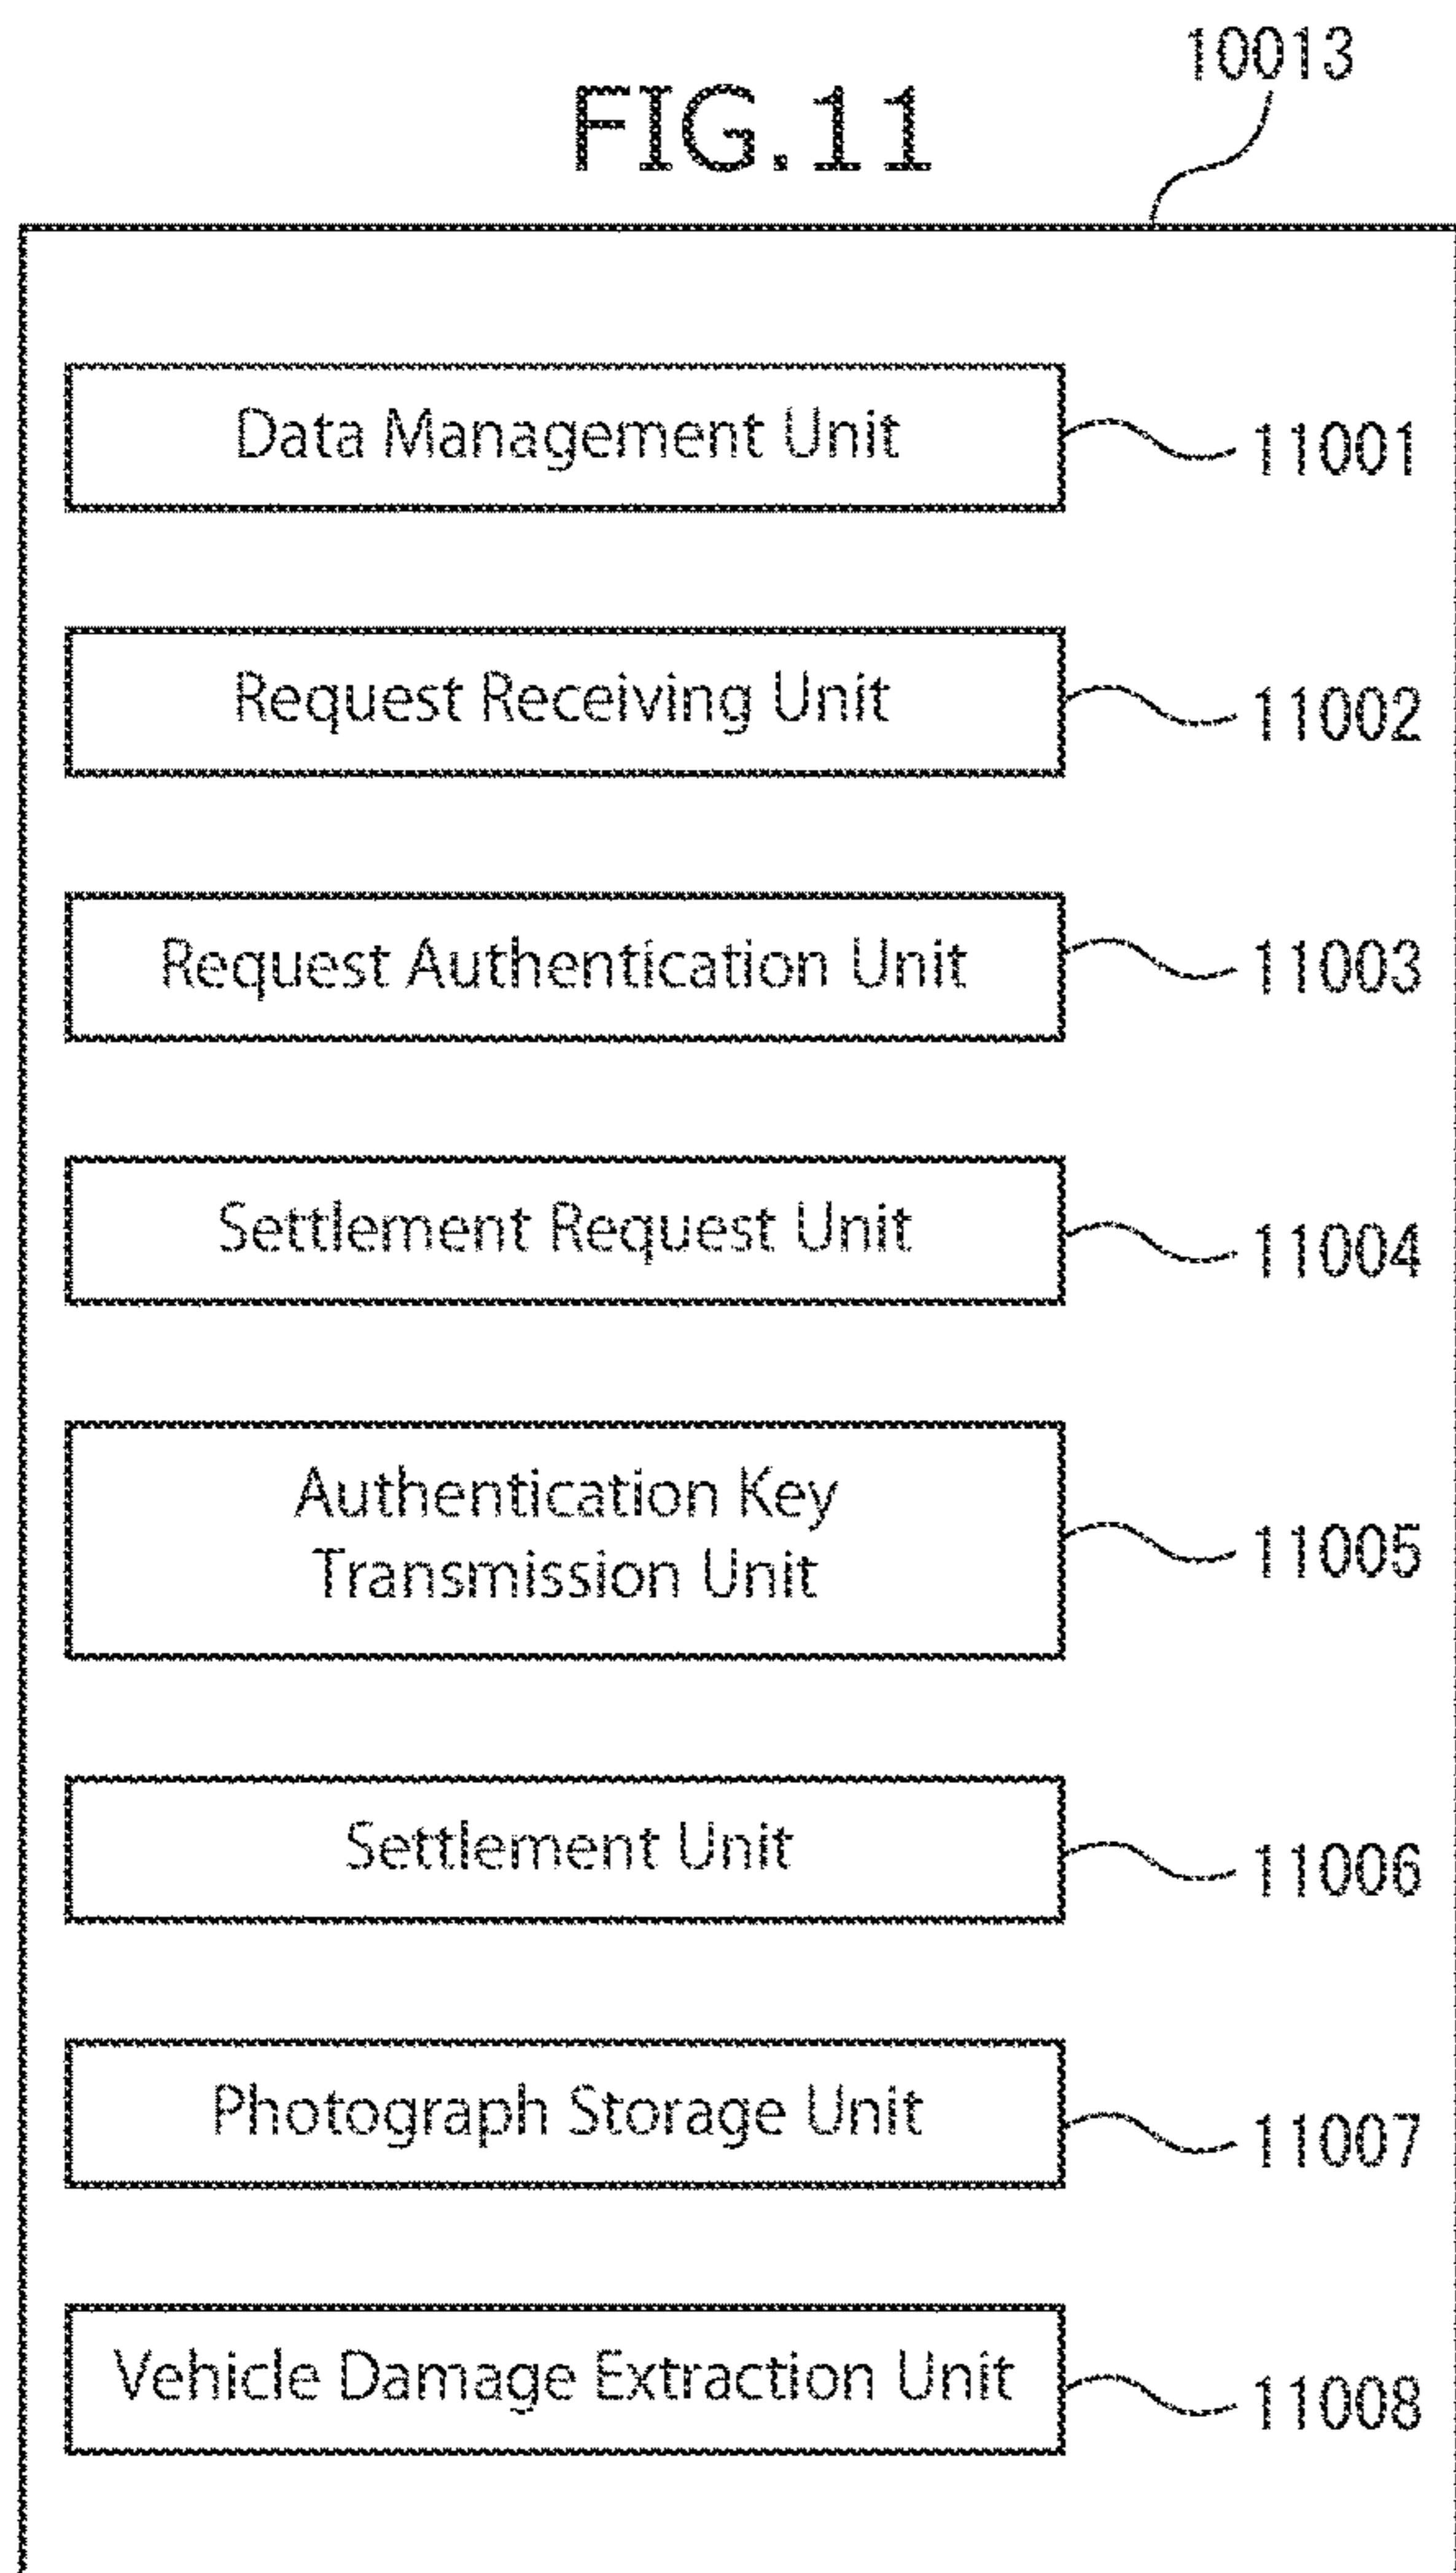 10013
FIG.11
Data Management Unit 11001
Request Receiving Unit 11002
Request Authentication Unit 11003
Settlement Request Unit 11004
Authentication Key
Transmission Unit 11005
Settlement Unit 11006
Photograph Storage Unit 11007
Vehicle Damage Extraction Unit 11008